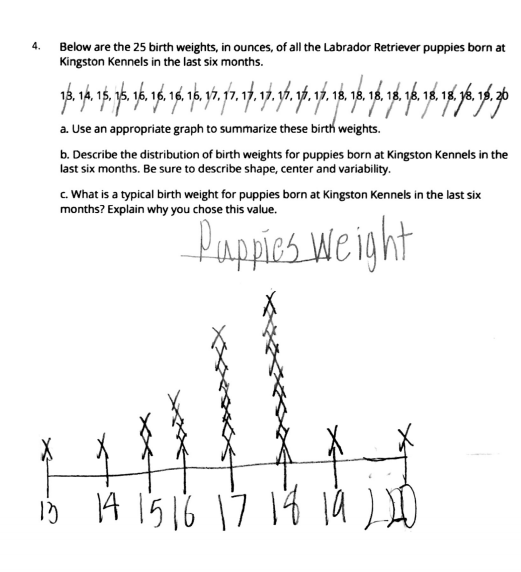 4. Below are the 25 birth weights, in ounces, of all the Labrador Retriever puppies born at
Kingston Kennels in the last six months.
13, 14, 15, 15, 16, 16, 16, 16, 17, 17, 17, 17, 17, 17, 17, 18, 18, 18, 18, 18, 18, 18, 18, 19, 20
a. Use an appropriate graph to summarize these birth weights.
b. Describe the distribution of birth weights for puppies born at Kingston Kennels in the
last six months. Be sure to describe shape, center and variability.
c. What is a typical birth weight for puppies born at Kingston Kennels in the last six
months? Explain why you chose this value.
Puppies Weight
13 14 15 16 17 18 19